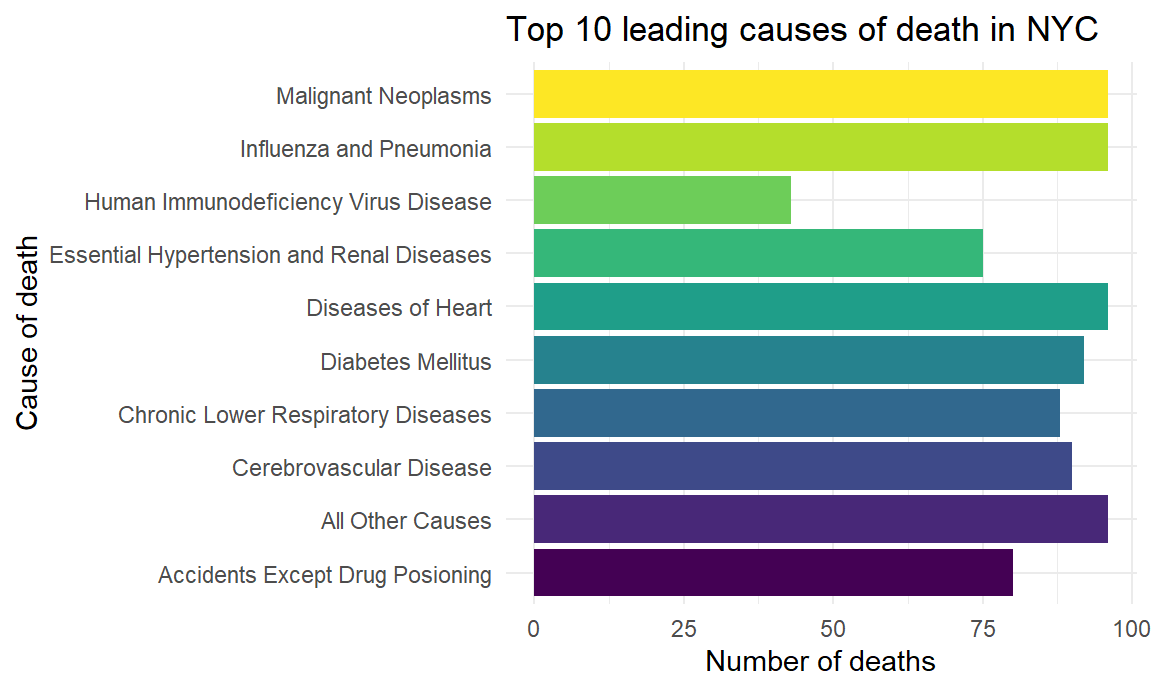 Top 10 leading causes of death in NYC
Cause of death
Malignant Neoplasms
Influenza and Pneumonia
Human Immunodeficiency Virus Disease
Essential Hypertension and Renal Diseases
Diseases of Heart
Diabetes Mellitus
Chronic Lower Respiratory Diseases
Cerebrovascular Disease
All Other Causes
Accidents Except Drug Posioning
0 25 50 75 100
Number of deaths